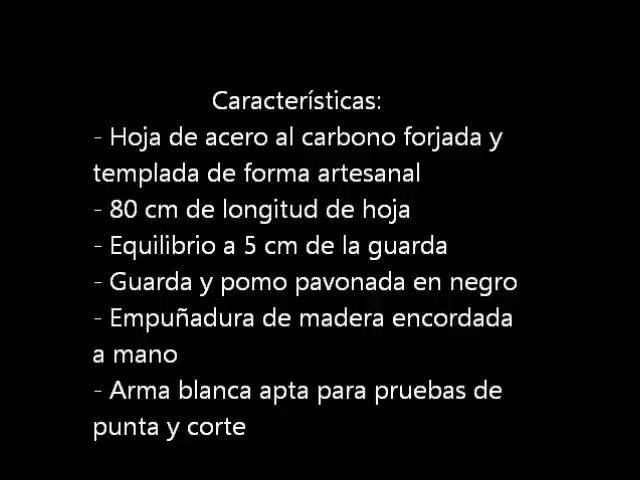 Características:
- Hoja de acero al carbono forjada y
templada de forma artesanal
- 80 cm de longitud de hoja
- Equilibrio a 5 cm de la guarda
- Guarda y pomo pavonada en negro
- Empuñadura de madera encordada
a mano
- Arma blanca apta para pruebas de
punta y corte